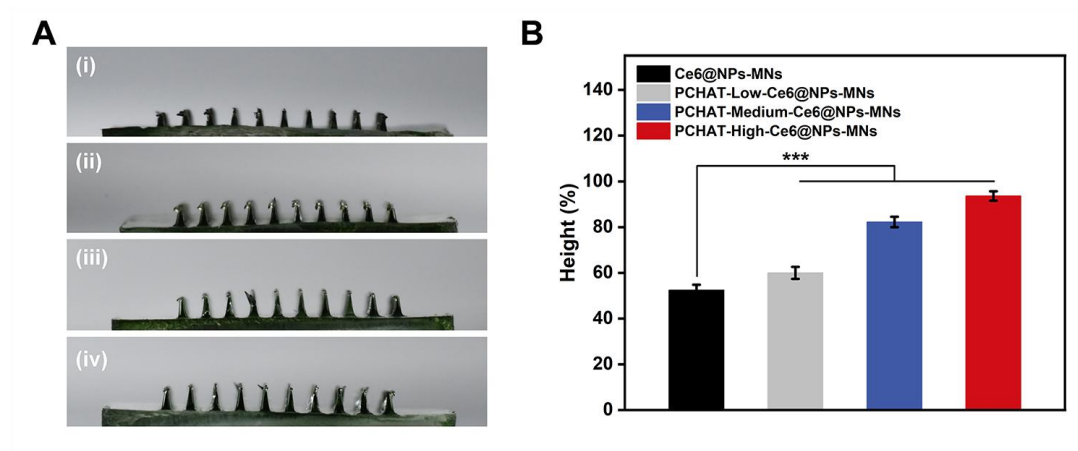 A
(i)
(ii)
(iii)
(iv)
B
Ce6@NPs-MNs
PCHAT-Low-Ce6@NPs-MNs
PCHAT-Medium-Ce6@NPs-MNs
PCHAT-High-Ce6@NPs-MNs
***
Height (%)
140
120
100
80
60
40
20
0